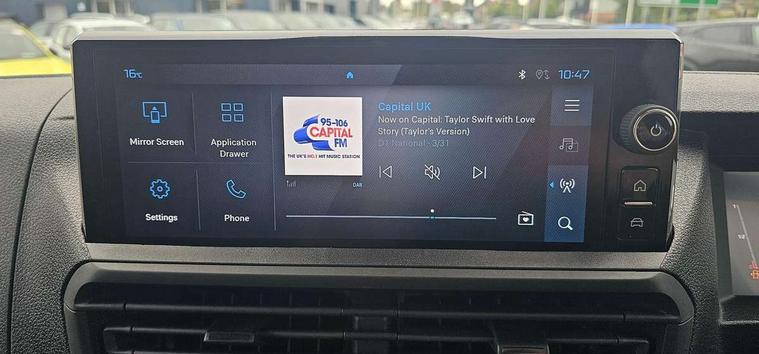 16°C
10:47
Mirror Screen
Application
Drawer
Settings
Phone
95-106
CAPITAL
FM
THE UK'S NO.1 HIT MUSIC STATION
DAB
Capital UK
Now on Capital: Taylor Swift with Love
Story (Taylor's Version)
D1 National - 3/31